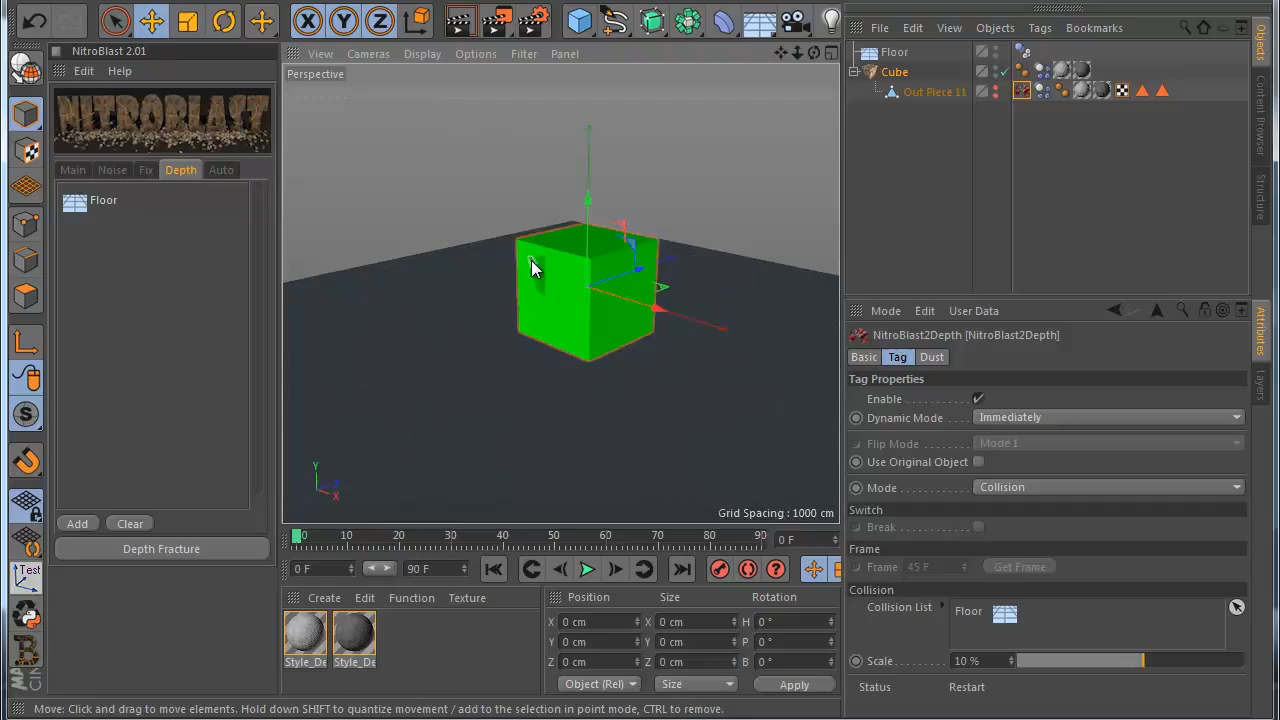 NitroBlast 2.01
Edit Help
NITROBLAST
Main Noise Fix Depth Auto
Floor
Add Clear
Depth Fracture
X Y Z
View Cameras Display Options Filter Panel
Perspective
Y
Z
X
Grid Spacing : 1000 cm
0 10 20 30 40 50 60 70 80 90 0 F
0 F 90 F
Create Edit Function Texture
Style_De Style_De
Position Size Rotation
X 0 cm X 0 cm H 0 °
Y 0 cm Y 0 cm P 0 °
Z 0 cm Z 0 cm B 0 °
Object (Rel) Size Apply
Move: Click and drag to move elements. Hold down SHIFT to quantize movement / add to the selection in point mode, CTRL to remove.
Test
File Edit View Objects Tags Bookmarks
Floor
Cube
Out Piece 11
Objects
Content Browser
Structure
Mode Edit User Data
NitroBlast2Depth [NitroBlast2Depth]
Basic Tag Dust
Tag Properties
Enable
Dynamic Mode Immediately
Flip Mode Mode 1
Use Original Object
Mode Collision
Switch
Break
Frame
Frame 45 F Get Frame
Collision
Collision List Floor
Scale 10 %
Status Restart
Attributes
Layers